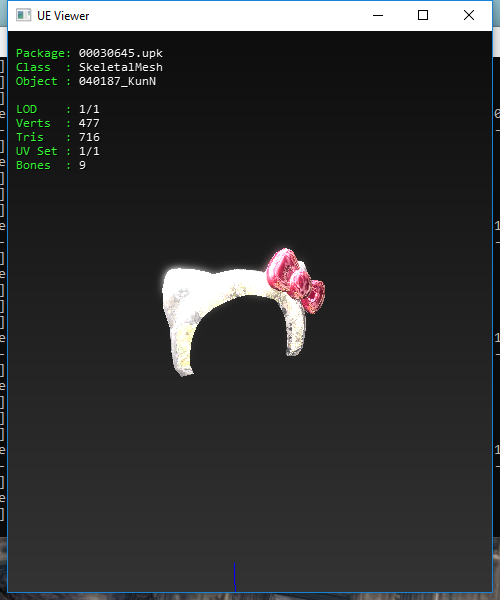 UE Viewer
Package: 00030645.upk
Class : SkeletalMesh
Object : 040187_KunN
LOD : 1/1
Verts : 477
Tris : 716
UV Set : 1/1
Bones : 9